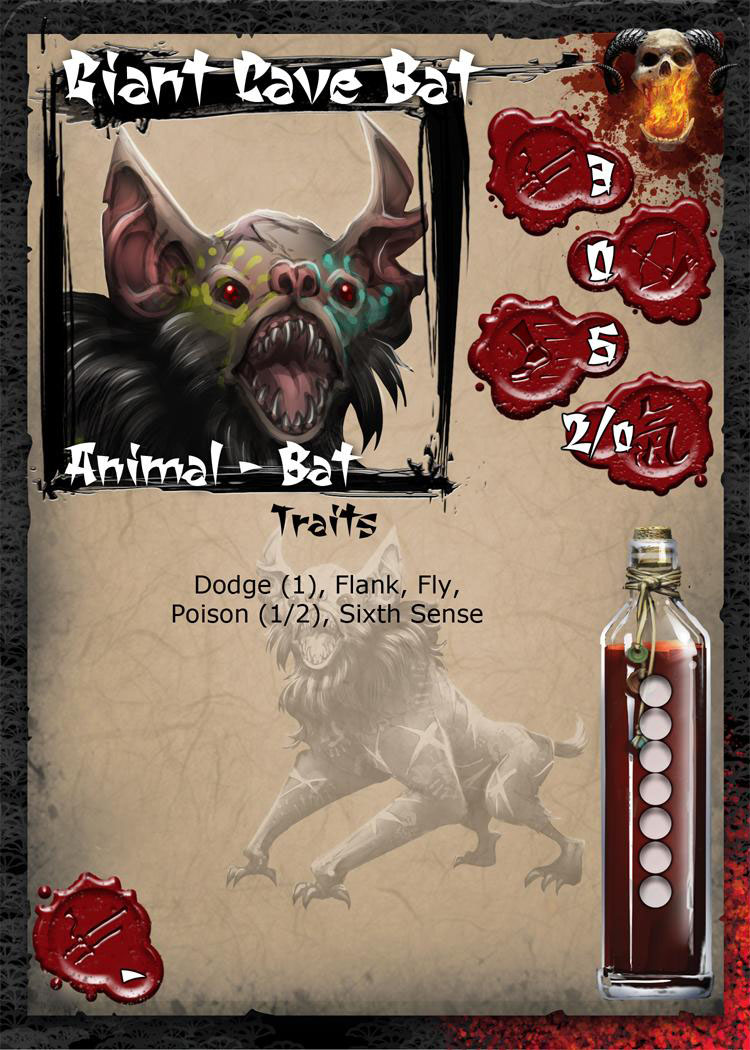 Giant Cave Bat
3
0
5
2/0
氣
Animal - Bat
Traits
Dodge (1), Flank, Fly,
Poison (1/2), Sixth Sense
-